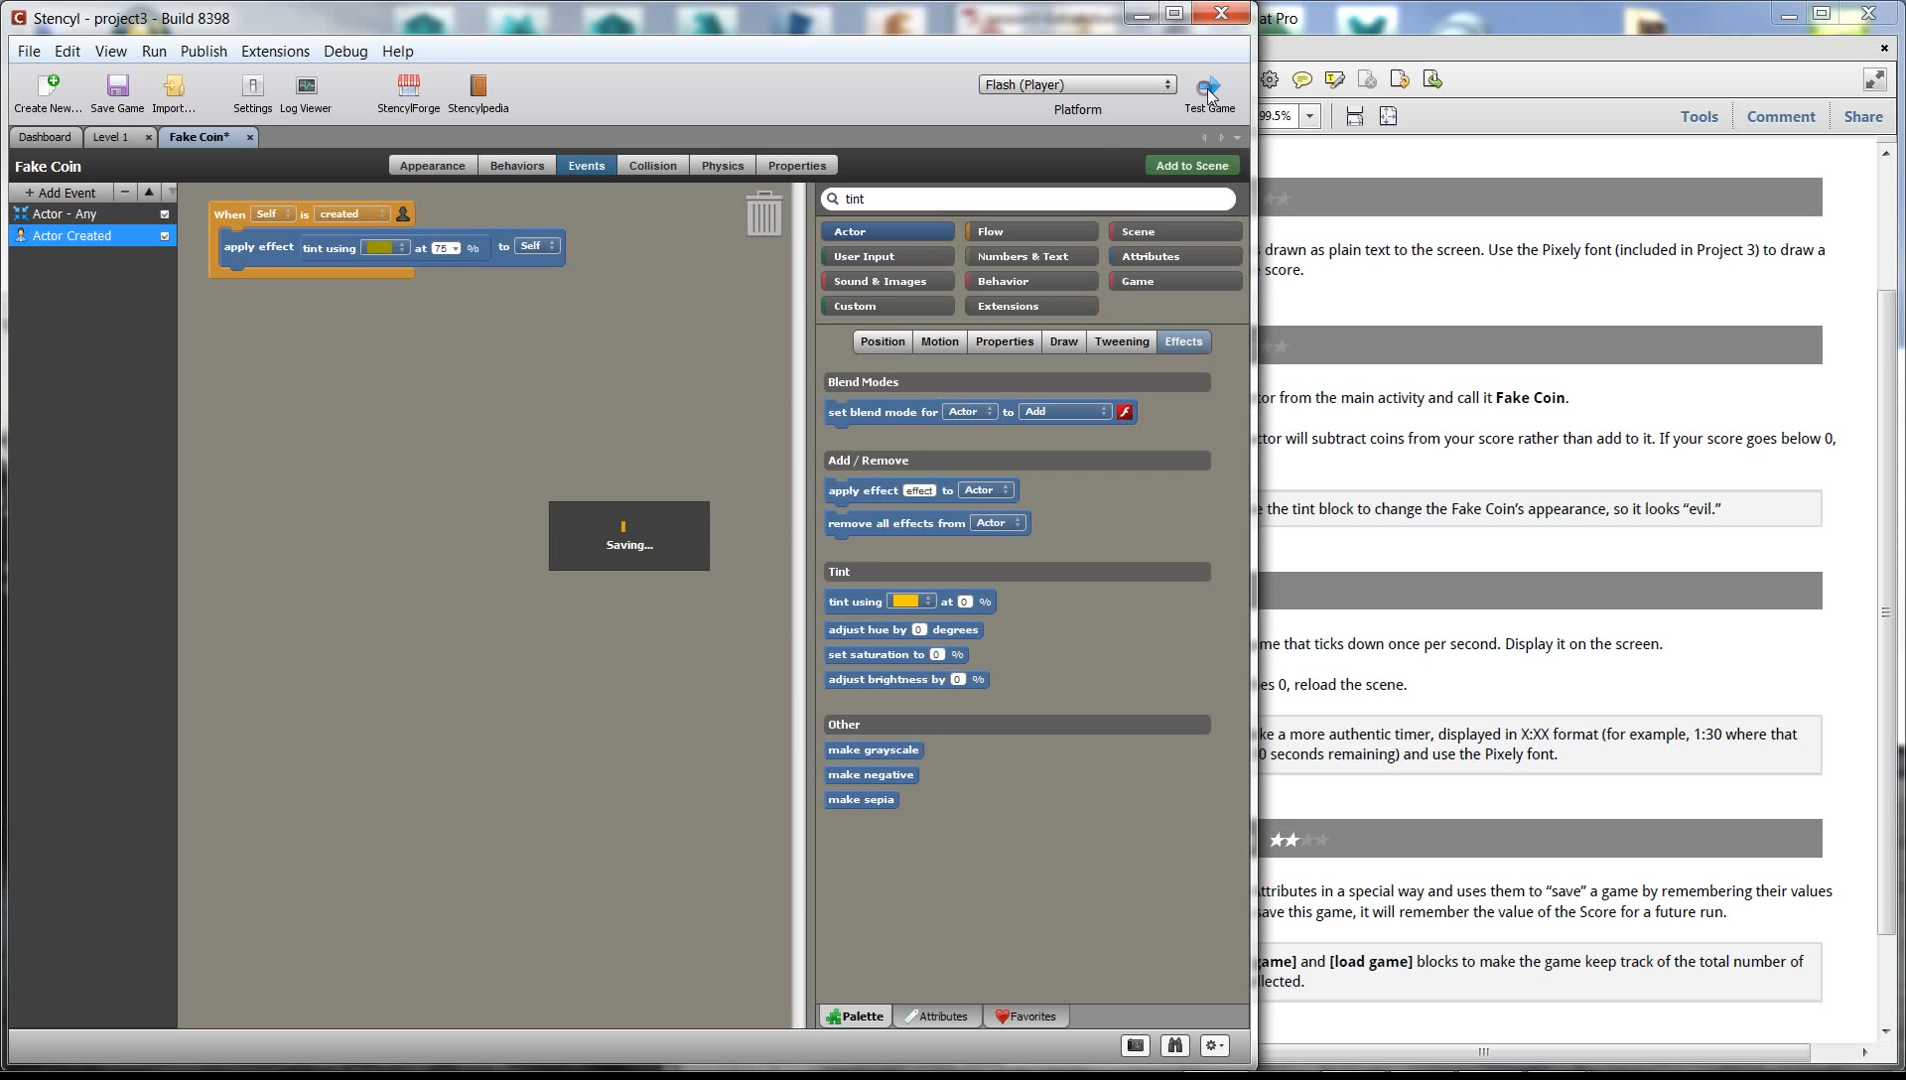 Stencyl - project3 - Build 8398
at Pro
File Edit View Run Publish Extensions Debug Help
Create New... Save Game Import... Settings Log Viewer StencylForge Stencylpedia
Flash (Player)
Platform
Test Game
99.5%
Tools Comment Share
Dashboard Level 1 Fake Coin*
Fake Coin
Appearance Behaviors Events Collision Physics Properties
Add to Scene
+ Add Event
Actor - Any
Actor Created
When Self is created
apply effect tint using at 75 % to Self
Saving...
tint
Actor Flow Scene
User Input Numbers & Text Attributes
Sound & Images Behavior Game
Custom Extensions
Position Motion Properties Draw Tweening Effects
Blend Modes
set blend mode for Actor to Add
Add / Remove
apply effect effect to Actor
remove all effects from Actor
Tint
tint using at 0 %
adjust hue by 0 degrees
set saturation to 0 %
adjust brightness by 0 %
Other
make grayscale
make negative
make sepia
Palette Attributes Favorites
drawn as plain text to the screen. Use the Pixely font (included in Project 3) to draw a
score.
tor from the main activity and call it Fake Coin.
ctor will subtract coins from your score rather than add to it. If your score goes below 0,
e the tint block to change the Fake Coin's appearance, so it looks "evil."
me that ticks down once per second. Display it on the screen.
es 0, reload the scene.
ke a more authentic timer, displayed in X:XX format (for example, 1:30 where that
0 seconds remaining) and use the Pixely font.
Attributes in a special way and uses them to "save" a game by remembering their values
save this game, it will remember the value of the Score for a future run.
game] and [load game] blocks to make the game keep track of the total number of
llected.